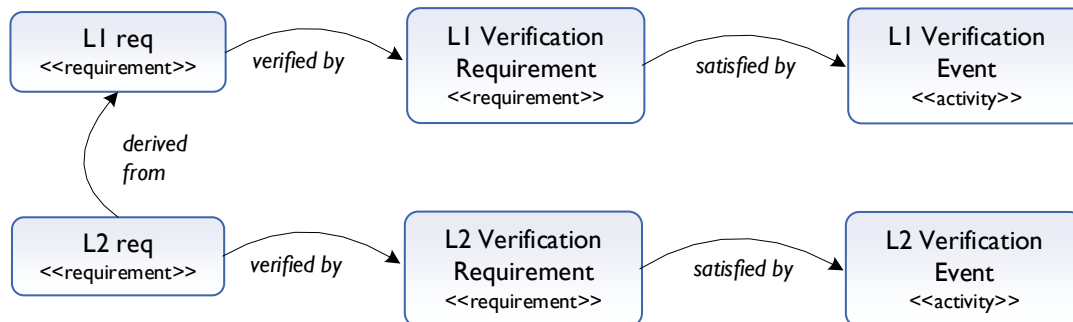 L1 req
<<requirement>>
verified by
L1 Verification
Requirement
<<requirement>>
satisfied by
L1 Verification
Event
<<activity>>
derived
from
L2 req
<<requirement>>
verified by
L2 Verification
Requirement
<<requirement>>
satisfied by
L2 Verification
Event
<<activity>>